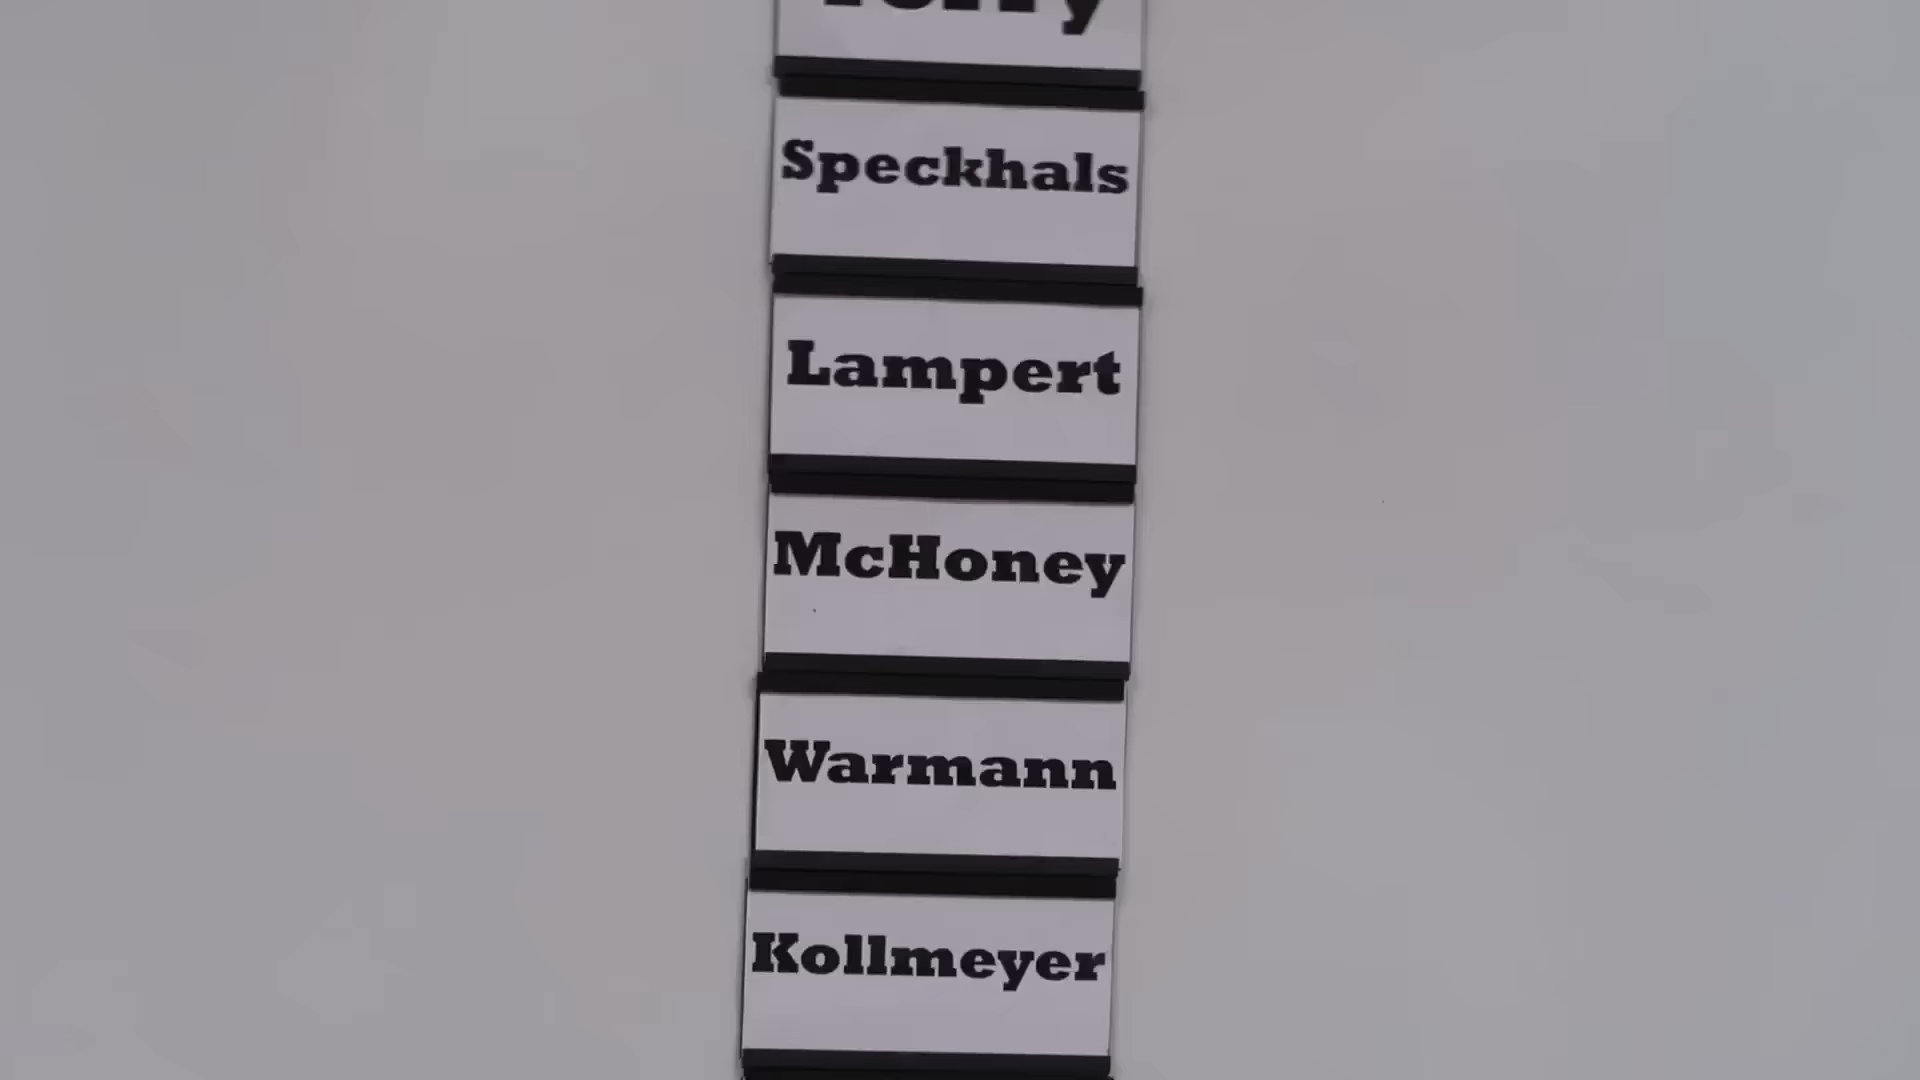 Speckhals
Lampert
McHoney
Warmann
Kollmeyer